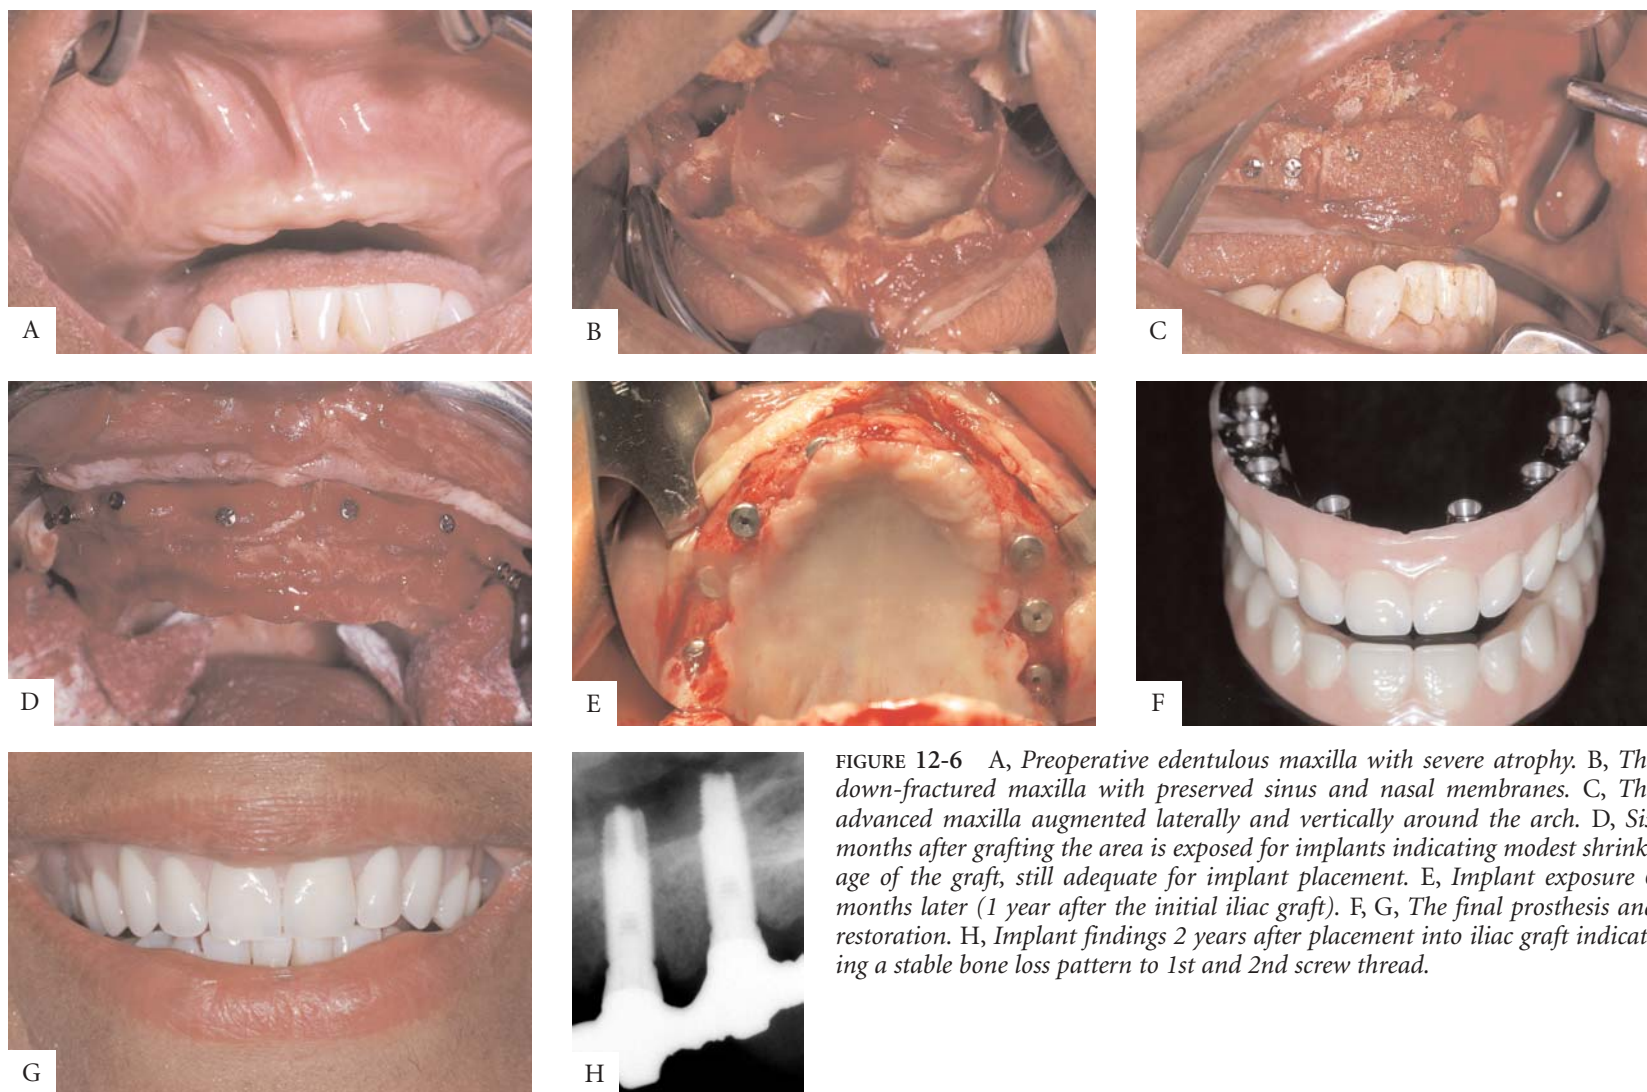 A
B
C
D
E
F
G
H
FIGURE 12-6 A, Preoperative edentulous maxilla with severe atrophy. B, Th
down-fractured maxilla with preserved sinus and nasal membranes. C, Th
advanced maxilla augmented laterally and vertically around the arch. D, Si
months after grafting the area is exposed for implants indicating modest shrink
age of the graft, still adequate for implant placement. E, Implant exposure
months later (1 year after the initial iliac graft). F, G, The final prosthesis an
restoration. H, Implant findings 2 years after placement into iliac graft indicat
ing a stable bone loss pattern to 1st and 2nd screw thread.